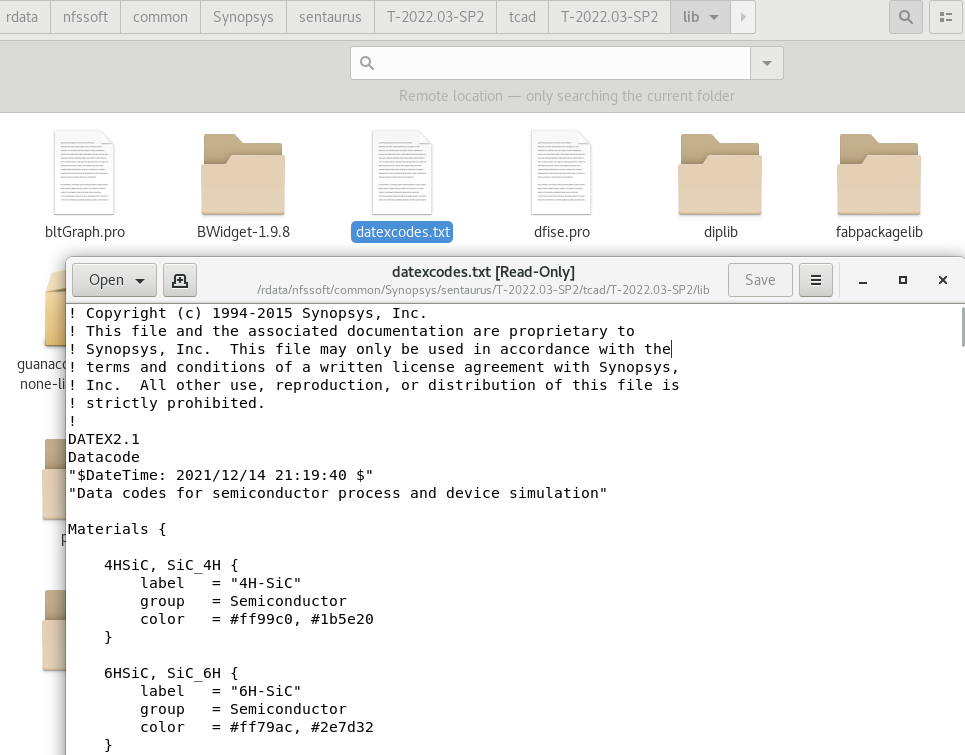 rdata nfssoft common Synopsys sentaurus T-2022.03-SP2 tcad T-2022.03-SP2 lib
Remote location — only searching the current folder
bltGraph.pro BWidget-1.9.8 datexcodes.txt dfise.pro diplib fabpackagelib
guanac
none-li
Open datexcodes.txt [Read-Only] Save
/rdata/nfssoft/common/Synopsys/sentaurus/T-2022.03-SP2/tcad/T-2022.03-SP2/lib
! Copyright (c) 1994-2015 Synopsys, Inc.
! This file and the associated documentation are proprietary to
! Synopsys, Inc.  This file may only be used in accordance with the
! terms and conditions of a written license agreement with Synopsys,
! Inc.  All other use, reproduction, or distribution of this file is
! strictly prohibited.
!
DATEX2.1
Datacode
"$DateTime: 2021/12/14 21:19:40 $"
"Data codes for semiconductor process and device simulation"
Materials {
4HSiC, SiC_4H {
label   = "4H-SiC"
group   = Semiconductor
color   = #ff99c0, #1b5e20
}
6HSiC, SiC_6H {
label   = "6H-SiC"
group   = Semiconductor
color   = #ff79ac, #2e7d32
}